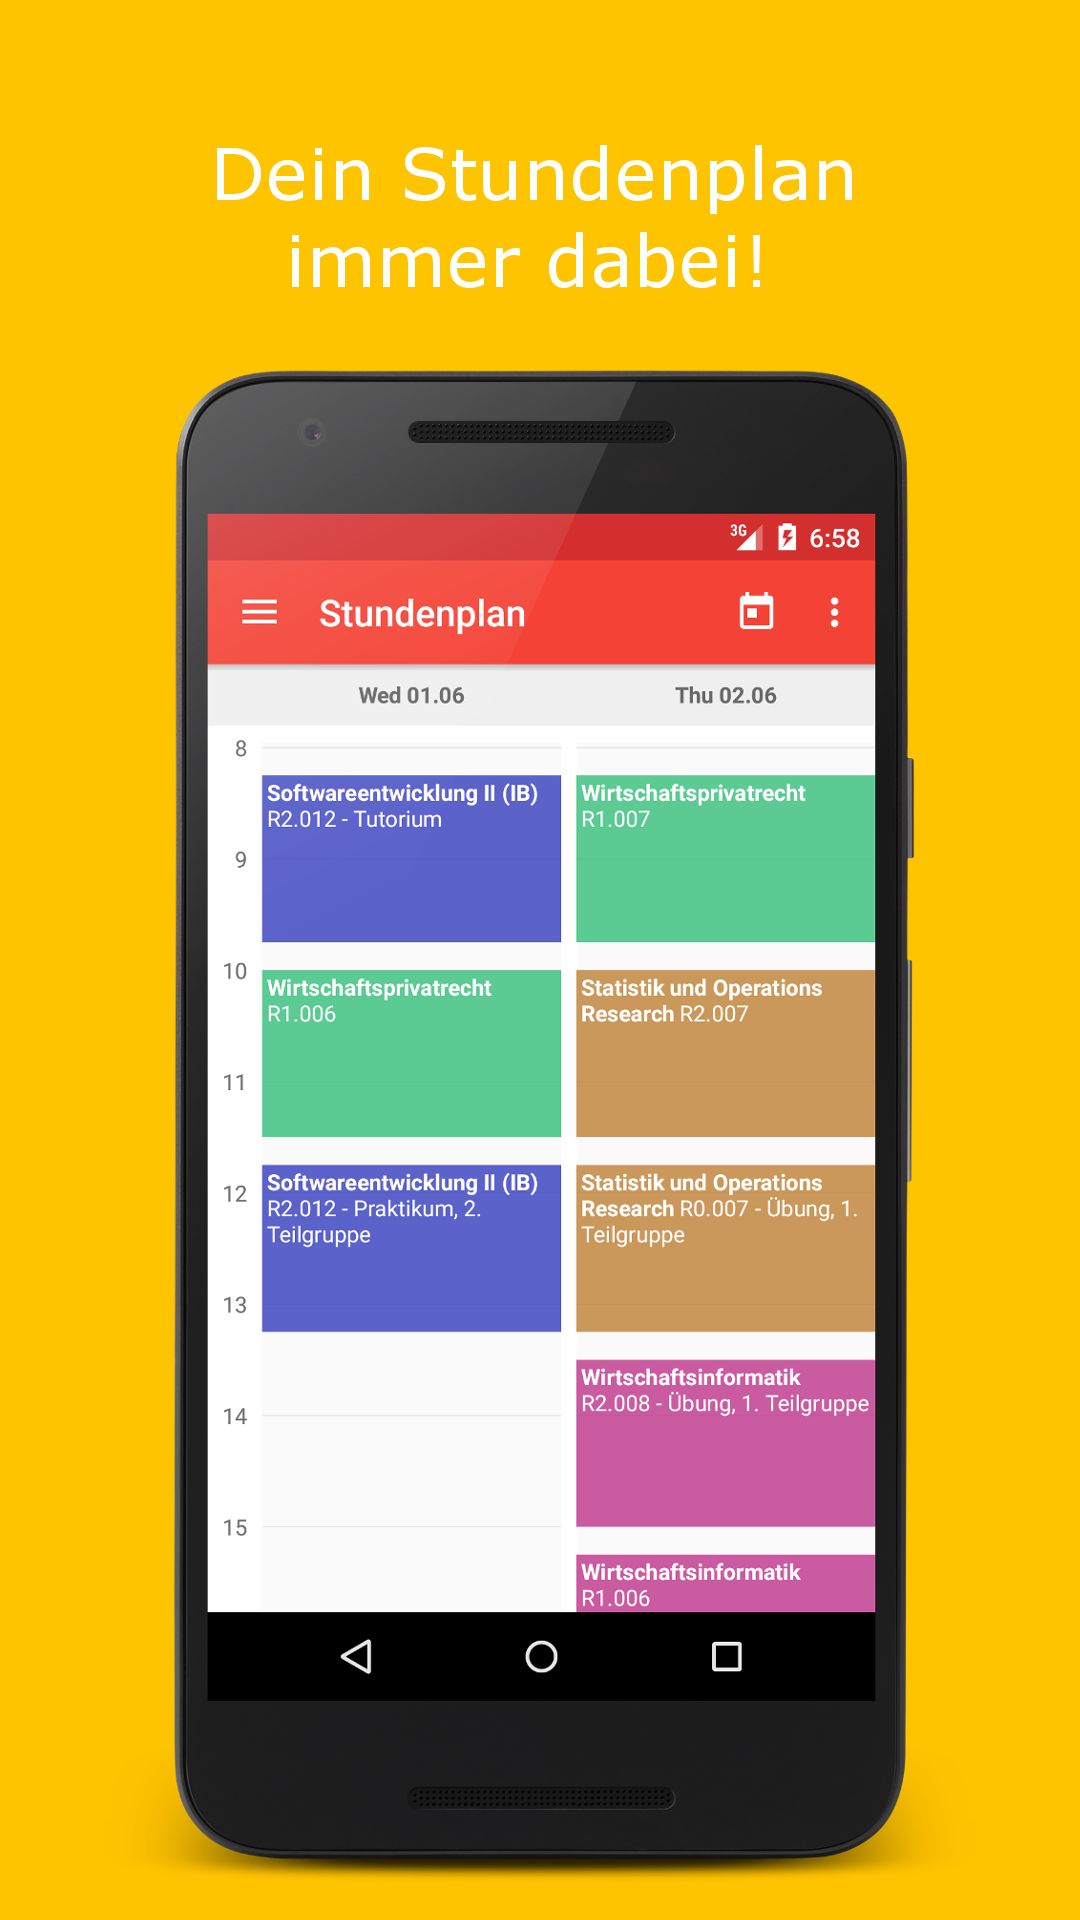 Dein Stundenplan
immer dabei!
3G 6:58
Stundenplan
Wed 01.06 Thu 02.06
8
Softwareentwicklung II (IB)
R2.012 - Tutorium
Wirtschaftsprivatrecht
R1.007
9
10
Wirtschaftsprivatrecht
R1.006
Statistik und Operations
Research R2.007
11
12
Softwareentwicklung II (IB)
R2.012 - Praktikum, 2.
Teilgruppe
Statistik und Operations
Research R0.007 - Übung, 1.
Teilgruppe
13
Wirtschaftsinformatik
R2.008 - Übung, 1. Teilgruppe
14
15
Wirtschaftsinformatik
R1.006